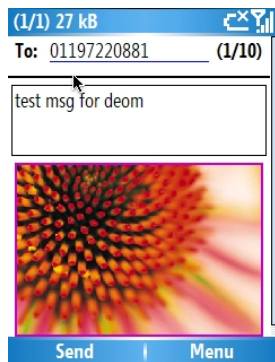 (1/1) 27 kB
To: 01197220881 (1/10)
test msg for deom
Send Menu